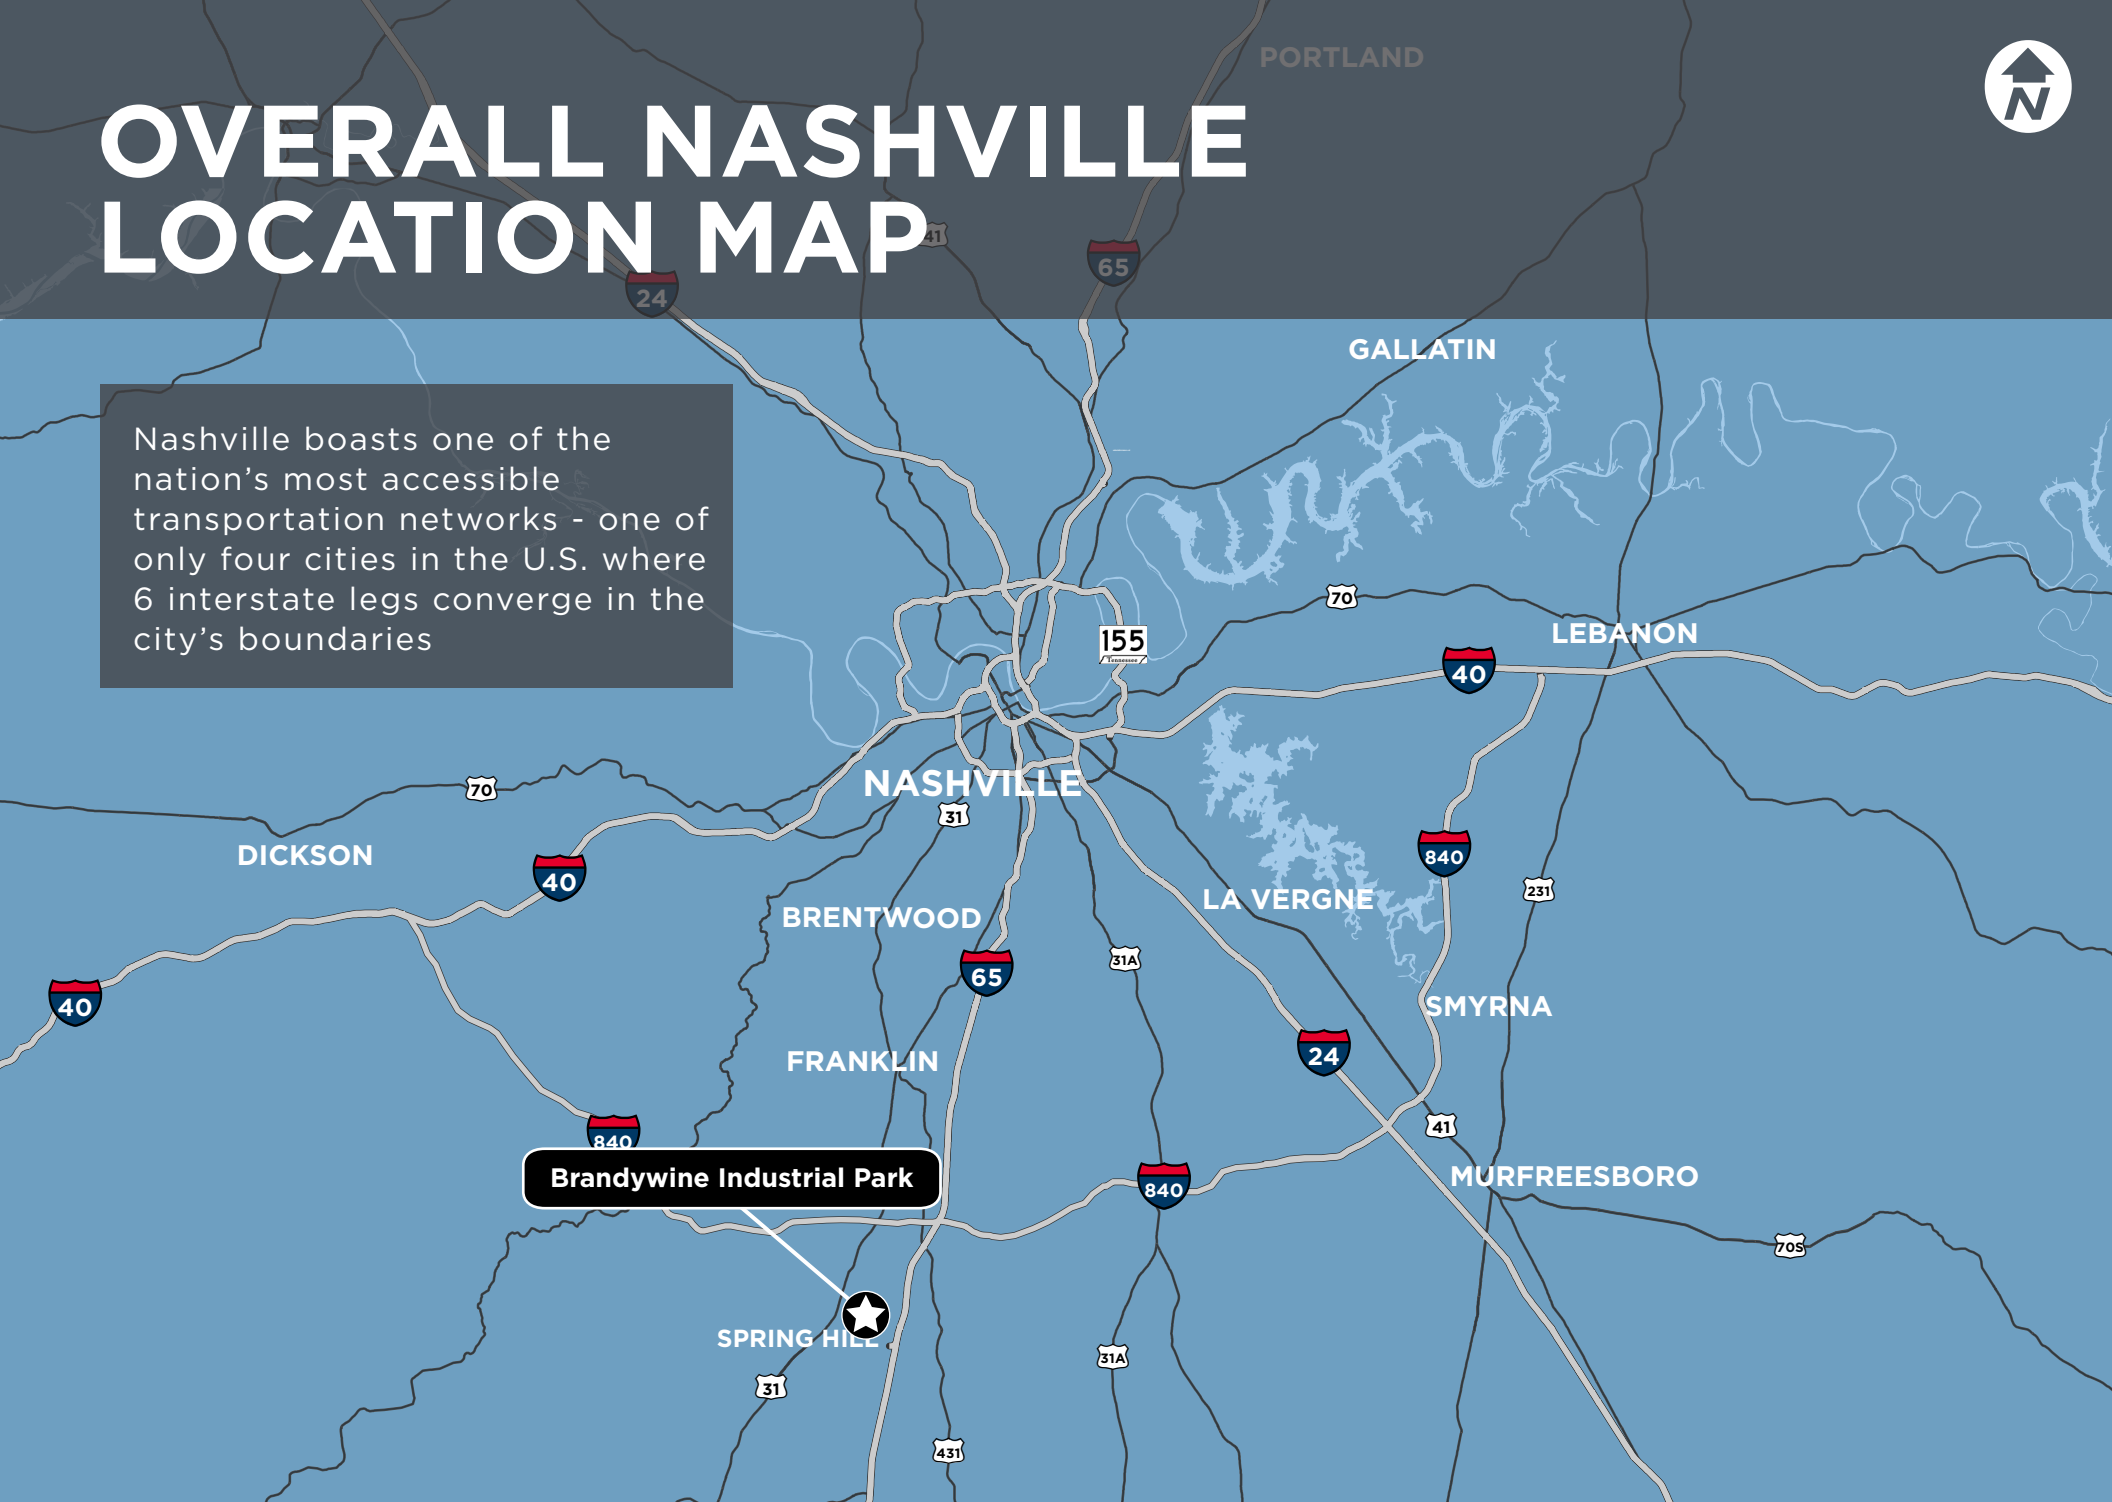 PORTLAND
N
OVERALL NASHVILLE
LOCATION MAP
41
65
24
GALLATIN
Nashville boasts one of the
nation’s most accessible
transportation networks - one of
only four cities in the U.S. where
6 interstate legs converge in the
city’s boundaries
70
155
Tennessee
LEBANON
40
NASHVILLE
70
31
DICKSON
40
840
231
LA VERGNE
BRENTWOOD
65
31A
40
SMYRNA
24
FRANKLIN
41
840
Brandywine Industrial Park
840
MURFREESBORO
70S
SPRING HILL
31
31A
431